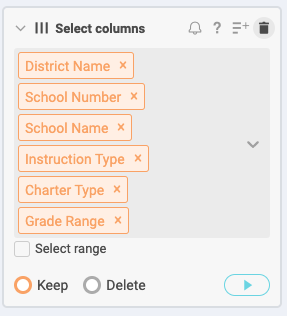 Select columns ?
District Name ×
School Number ×
School Name ×
Instruction Type ×
Charter Type ×
Grade Range ×
Select range
Keep Delete